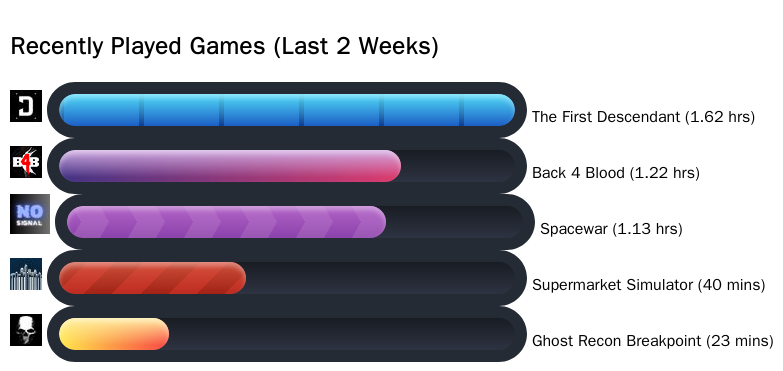 Recently Played Games (Last 2 Weeks)
The First Descendant (1.62 hrs)
B4B
Back 4 Blood (1.22 hrs)
NO
SIGNAL
Spacewar (1.13 hrs)
Supermarket Simulator (40 mins)
Ghost Recon Breakpoint (23 mins)